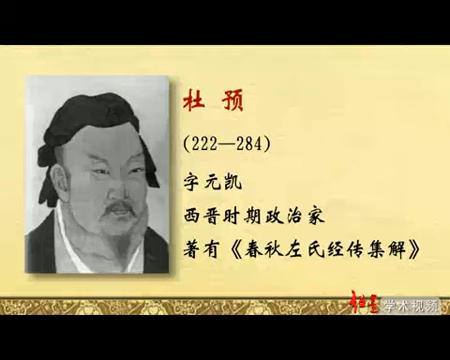 杜预
(222—284)
字元凯
西晋时期政治家
著有《春秋左氏经传集解》
学术视频